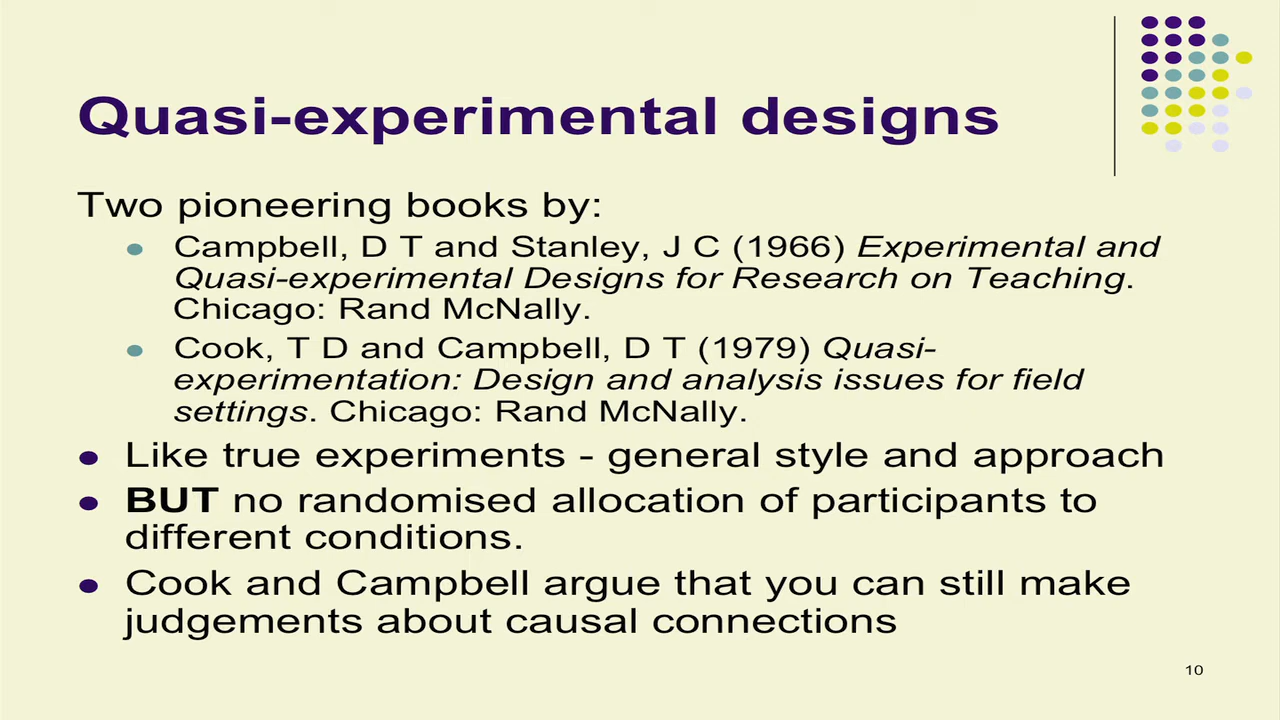 Quasi-experimental designs
Two pioneering books by:
Campbell, D T and Stanley, J C (1966) Experimental and
Quasi-experimental Designs for Research on Teaching.
Chicago: Rand McNally.
Cook, T D and Campbell, D T (1979) Quasi-
experimentation: Design and analysis issues for field
settings. Chicago: Rand McNally.
Like true experiments - general style and approach
BUT no randomised allocation of participants to
different conditions.
Cook and Campbell argue that you can still make
judgements about causal connections
10